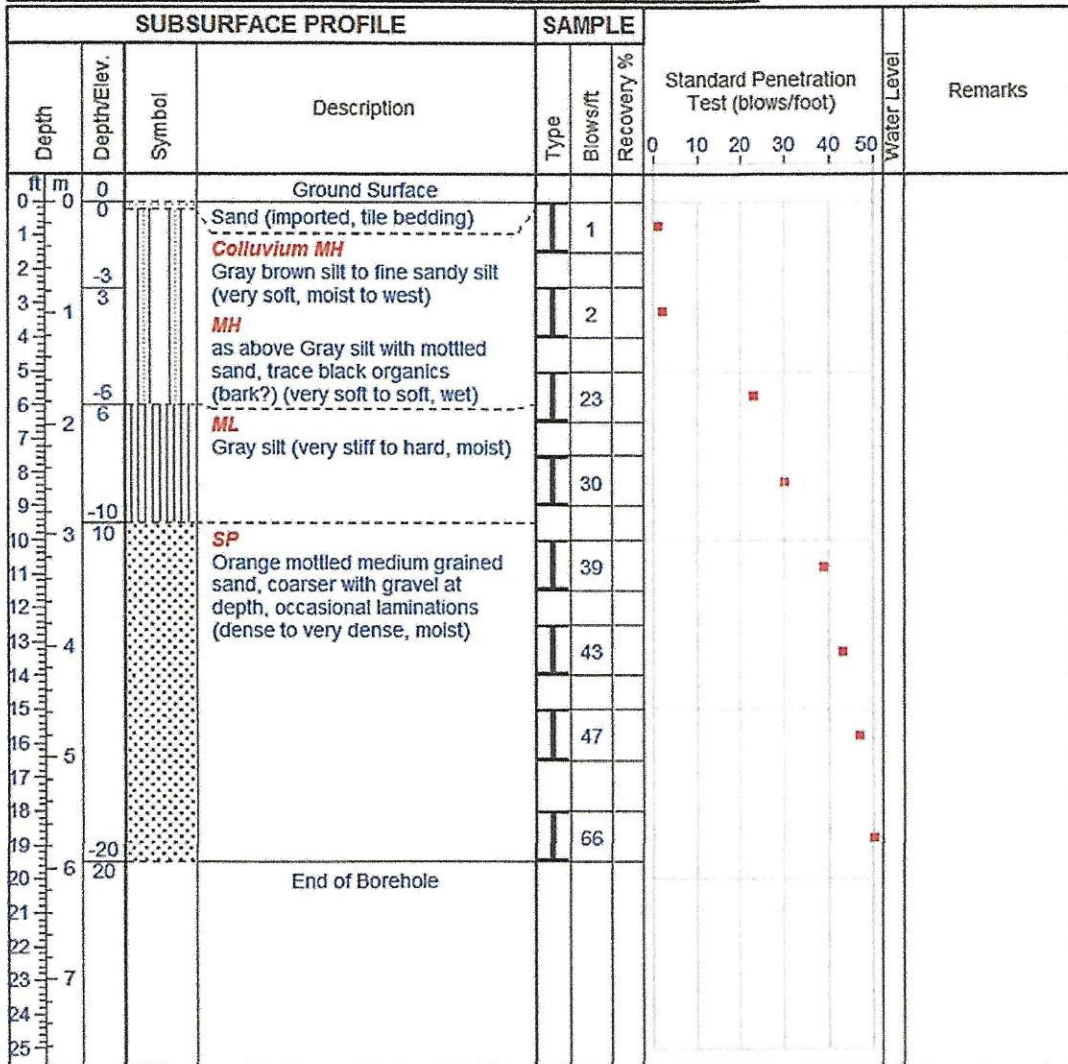 SUBSURFACE PROFILE
SAMPLE
Depth
Depth/Elev.
Symbol
Description
Type
Blows/ft
Recovery %
Standard Penetration
Test (blows/foot)
0 10 20 30 40 50
Water Level
Remarks
ft m
0 0
0
0
Ground Surface
Sand (imported, tile bedding)
1
1
Colluvium MH
Gray brown silt to fine sandy silt
(very soft, moist to west)
2
-3
3
3
1
2
4
MH
as above Gray silt with mottled
sand, trace black organics
(bark?) (very soft to soft, wet)
5
-6
6
6
23
7
2
ML
Gray silt (very stiff to hard, moist)
8
30
9
-10
10
10
3
SP
Orange mottled medium grained
sand, coarser with gravel at
depth, occasional laminations
(dense to very dense, moist)
11
39
12
13
4
43
14
15
16
47
5
17
18
19
66
-20
20
6
20
End of Borehole
21
22
23
7
24
25